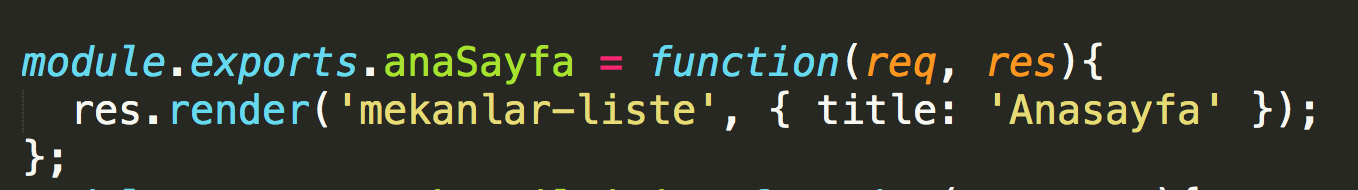 module.exports.anaSayfa = function(req, res){
  res.render('mekanlar-liste', { title: 'Anasayfa' });
};